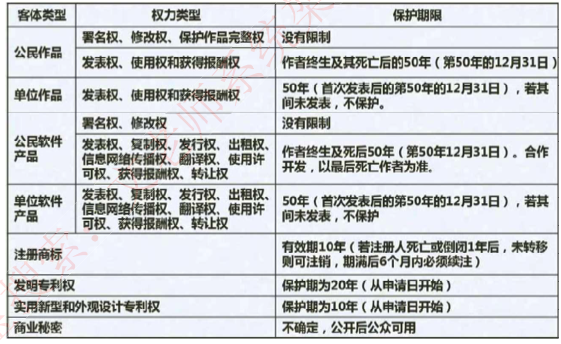 客体类型 权力类型 保护期限
公民作品 署名权、修改权、保护作品完整权 没有限制
发表权、使用权和获得报酬权 作者终生及其死亡后的50年(第50年的12月31日)
单位作品 发表权、使用权和获得报酬权 50年(首次发表后的第50年的12月31日),若其
间未发表,不保护。
公民软件
产品 署名权、修改权 没有限制
发表权、复制权、发行权、出租权、
信息网络传播权、翻译权、使用许
可权、获得报酬权、转让权 作者终生及死后50年(第50年12月31日)。合作
开发,以最后死亡作者为准。
单位软件
产品 发表权、复制权、发行权、出租权、
信息网络传播权、翻译权、使用许
可权、获得报酬权、转让权 50年(首次发表后的第50年的12月31日),若其
间未发表,不保护
注册商标 有效期10年(若注册人死亡或倒闭1年后,未转移
则可注销,期满后6个月内必须续注)
发明专利权 保护期为20年(从申请日开始)
实用新型和外观设计专利权 保护期为10年(从申请日开始)
商业秘密 不确定,公开后公众可用